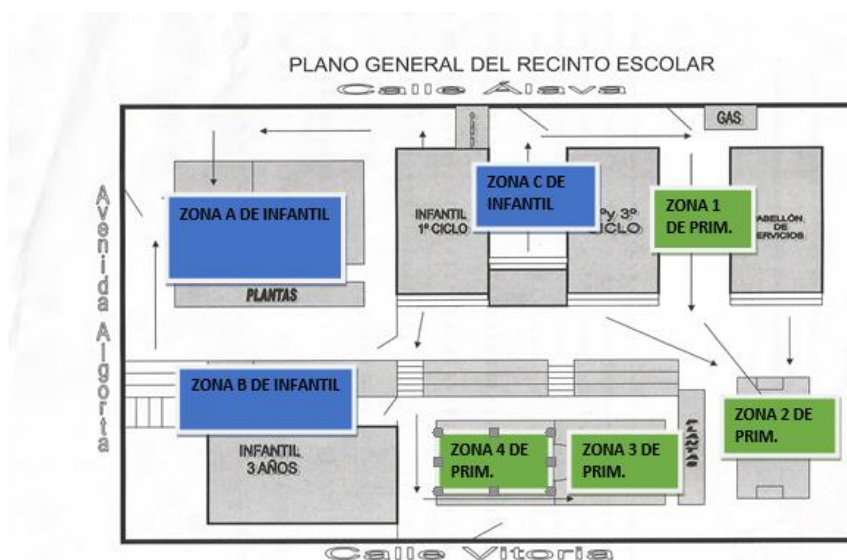 PLANO GENERAL DEL RECINTO ESCOLAR
Calle Álava
GAS
ZONA A DE INFANTIL
PLANTAS
INFANTIL
1º CICLO
ZONA C DE
INFANTIL
y 3º
CICLO
ZONA 1
DE PRIM.
PABELLÓN
DE
SERVICIOS
Avenida Algorta
ZONA B DE INFANTIL
INFANTIL
3 AÑOS
ZONA 4 DE
PRIM.
ZONA 3 DE
PRIM.
ZONA 2 DE
PRIM.
Calle Vitoria